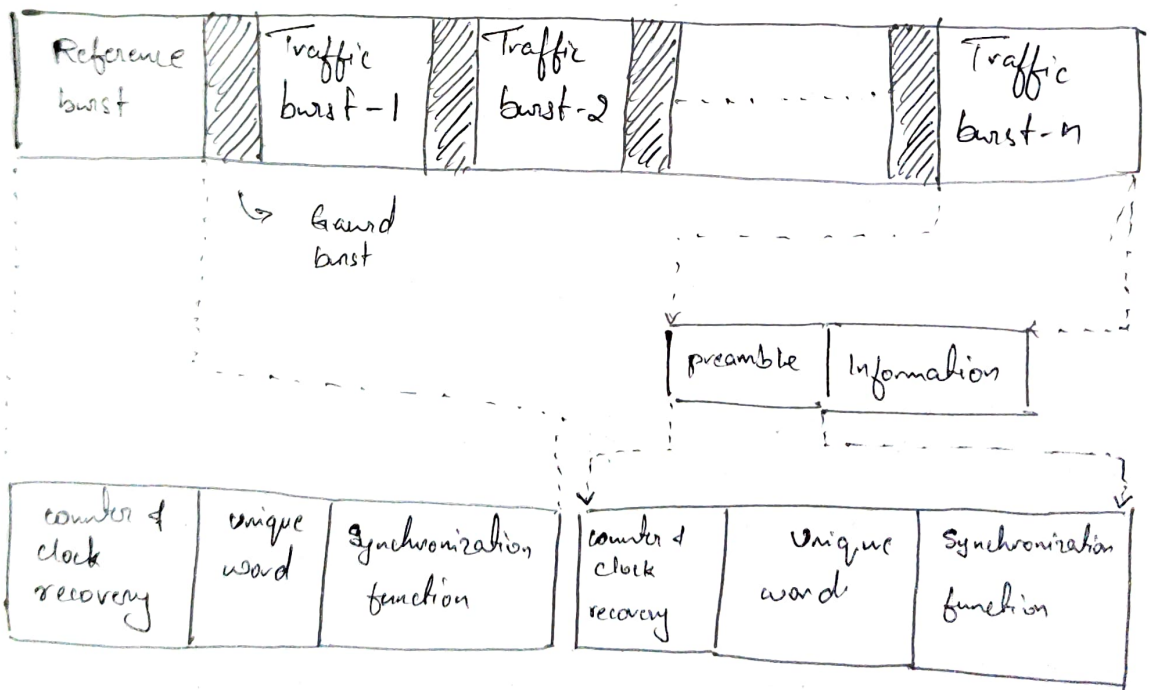 Reference
burst
Traffic
burst-1
Traffic
burst-2
Traffic
burst-n
Gaurd
burst
preamble
Information
counter &
clock
recovery
unique
word
Synchronization
function
counter &
clock
recovery
Unique
word
Synchronization
function